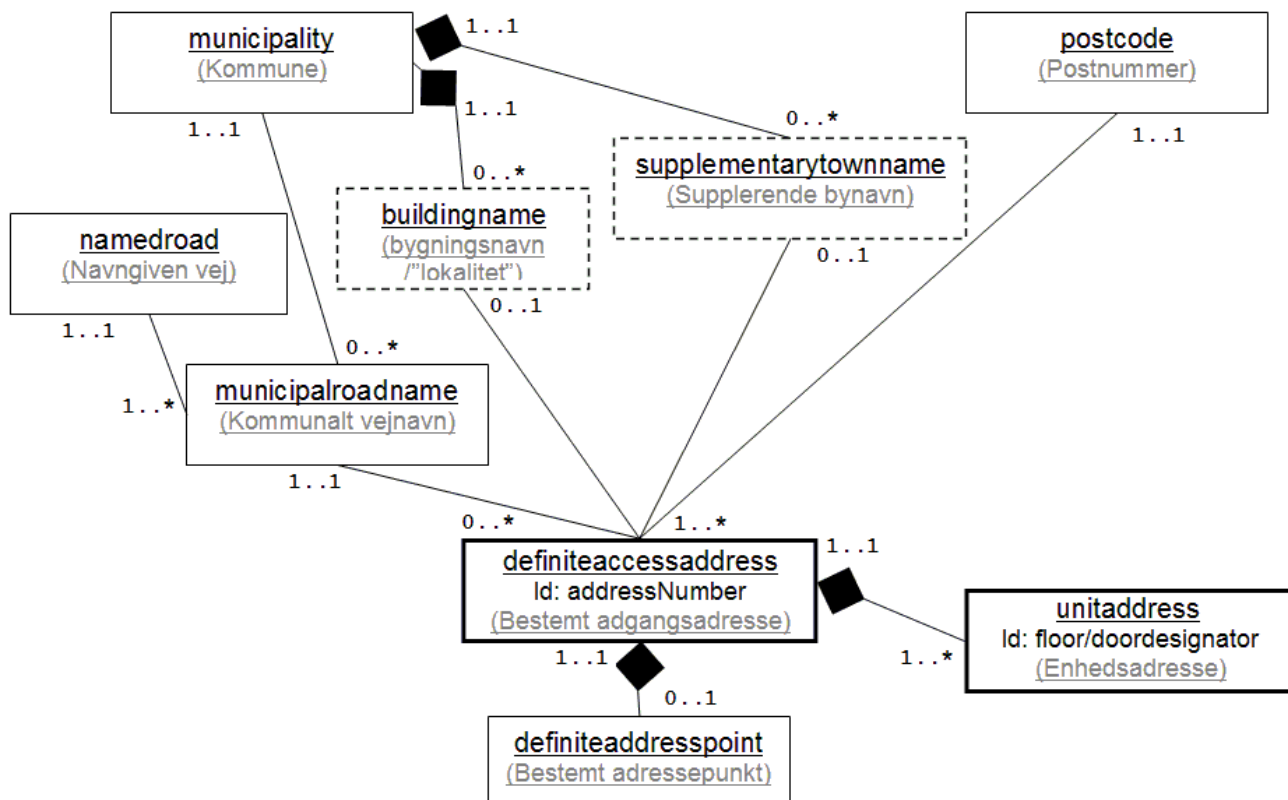 municipality
(Kommune)
1..1
postcode
(Postnummer)
1..1
1..1
1..1
0..*
supplementarytownname
(Supplerende bynavn)
0..*
buildingname
(bygningsnavn
/"lokalitet")
namedroad
(Navngiven vej)
0..1
0..1
1..1
0..*
municipalroadname
(Kommunalt vejnavn)
1..*
1..1
0..*
1..*
1..1
definiteaccessaddress
Id: addressNumber
(Bestemt adgangsadresse)
unitaddress
Id: floor/doordesignator
(Enhedsadresse)
1..*
1..1
0..1
definiteaddresspoint
(Bestemt adressepunkt)